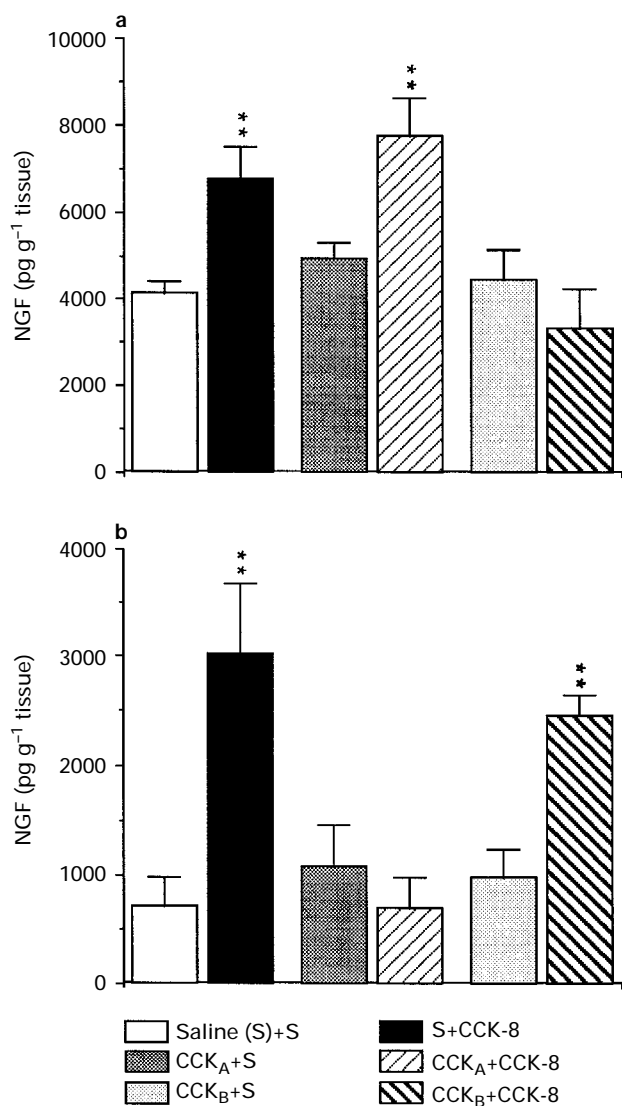 a
10000
8000
6000
4000
2000
0
NGF (pg g⁻¹ tissue)
**
**
b
4000
3000
2000
1000
0
NGF (pg g⁻¹ tissue)
**
**
Saline (S)+S
S+CCK-8
CCK_A+S
CCK_A+CCK-8
CCK_B+S
CCK_B+CCK-8